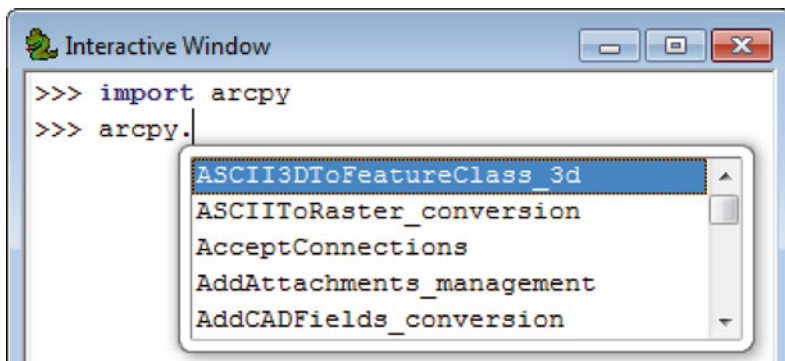 Interactive Window
>>> import arcpy
>>> arcpy.
ASCII3DToFeatureClass_3d
ASCIIToRaster_conversion
AcceptConnections
AddAttachments_management
AddCADFields_conversion